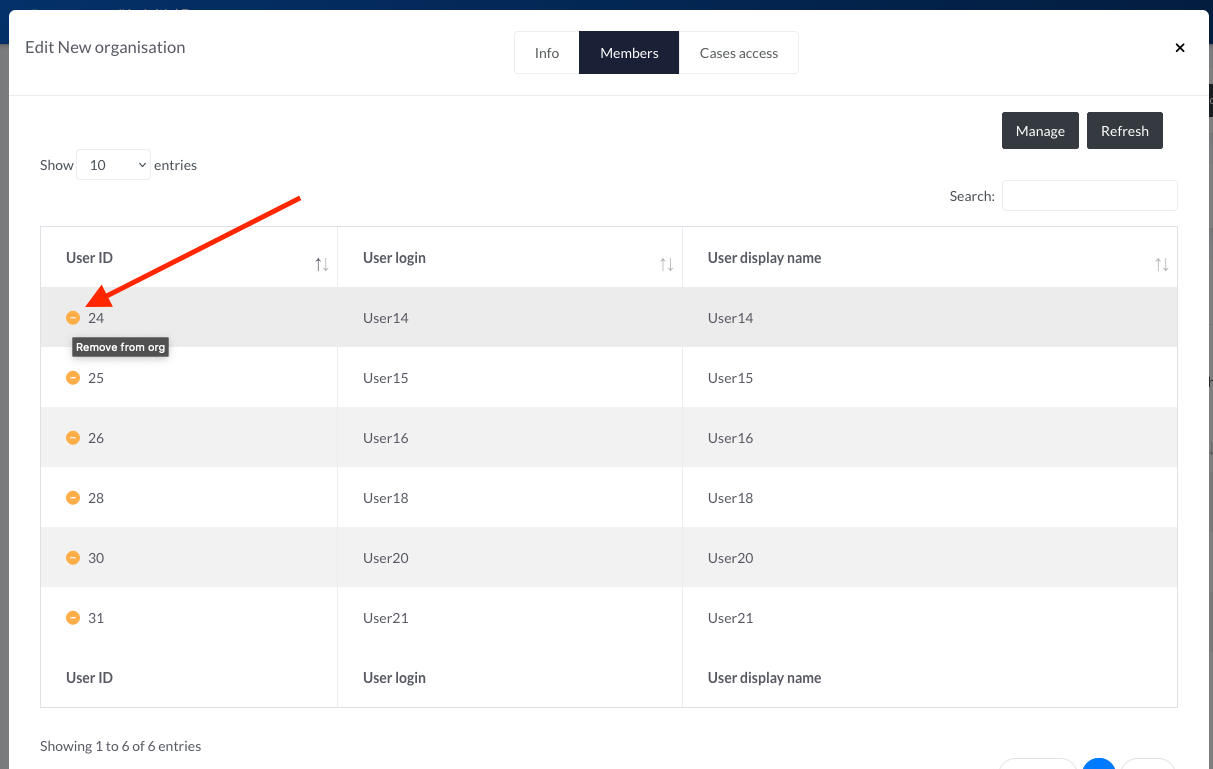 Edit New organisation
Info
Members
Cases access
×
Manage
Refresh
Show 10 entries
Search:
User ID
User login
User display name
24
User14
User14
Remove from org
25
User15
User15
26
User16
User16
28
User18
User18
30
User20
User20
31
User21
User21
User ID
User login
User display name
Showing 1 to 6 of 6 entries